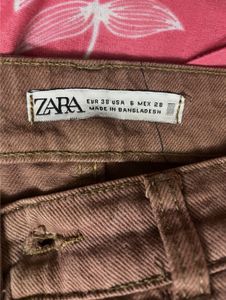 ZARA
EUR 38 USA 6 MEX 28
MADE IN BANGLADESH